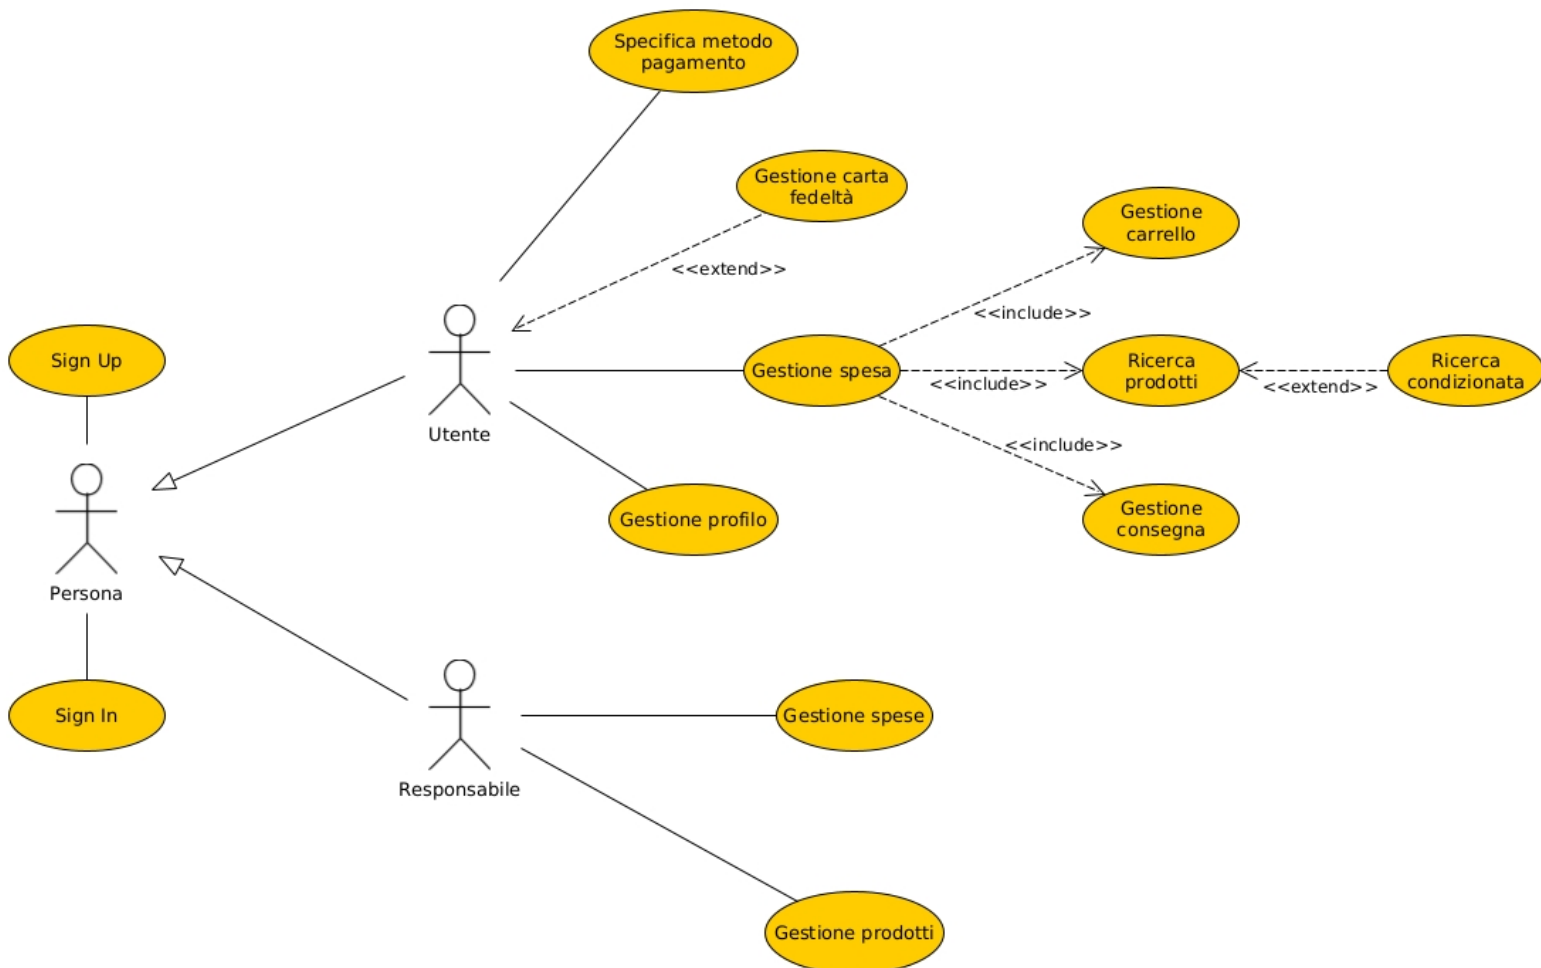 Specifica metodo
pagamento
Gestione carta
fedeltà
Gestione
carrello
<<extend>>
<<include>>
Sign Up
Gestione spesa
Ricerca
prodotti
Ricerca
condizionata
<<include>>
<<extend>>
Utente
<<include>>
Gestione profilo
Gestione
consegna
Persona
Sign In
Gestione spese
Responsabile
Gestione prodotti